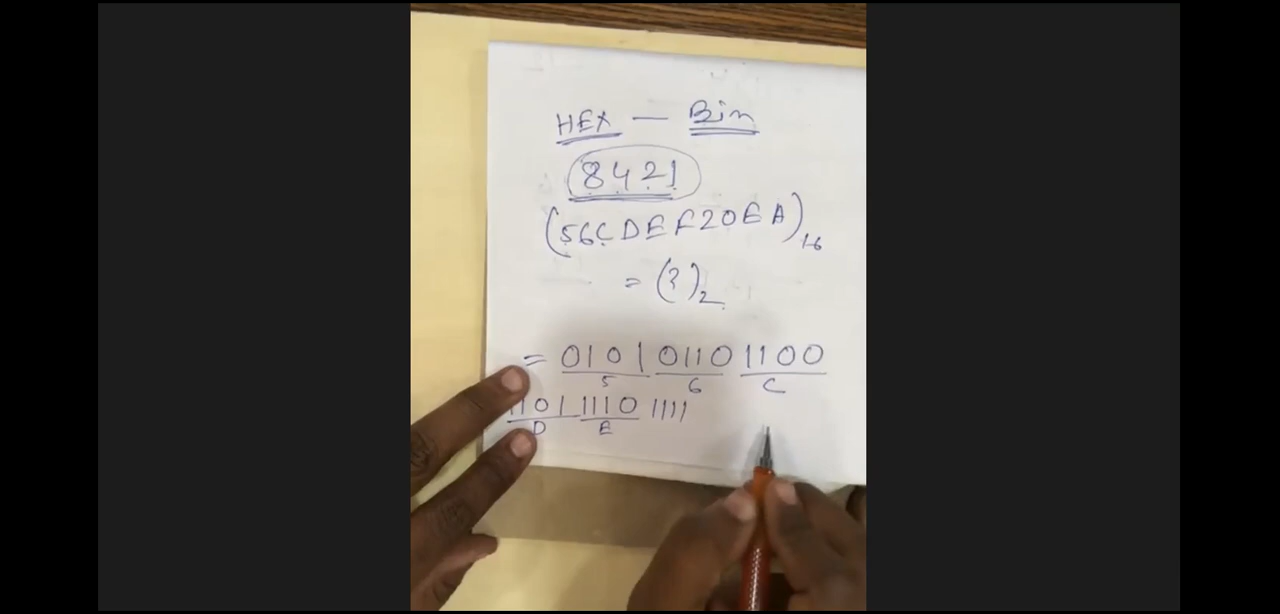 HEX — Bin
8421
(56CDEF20EA)16
= (?)2
= 0101 0110 1100
5 6 C
1101 1110 1111
D E